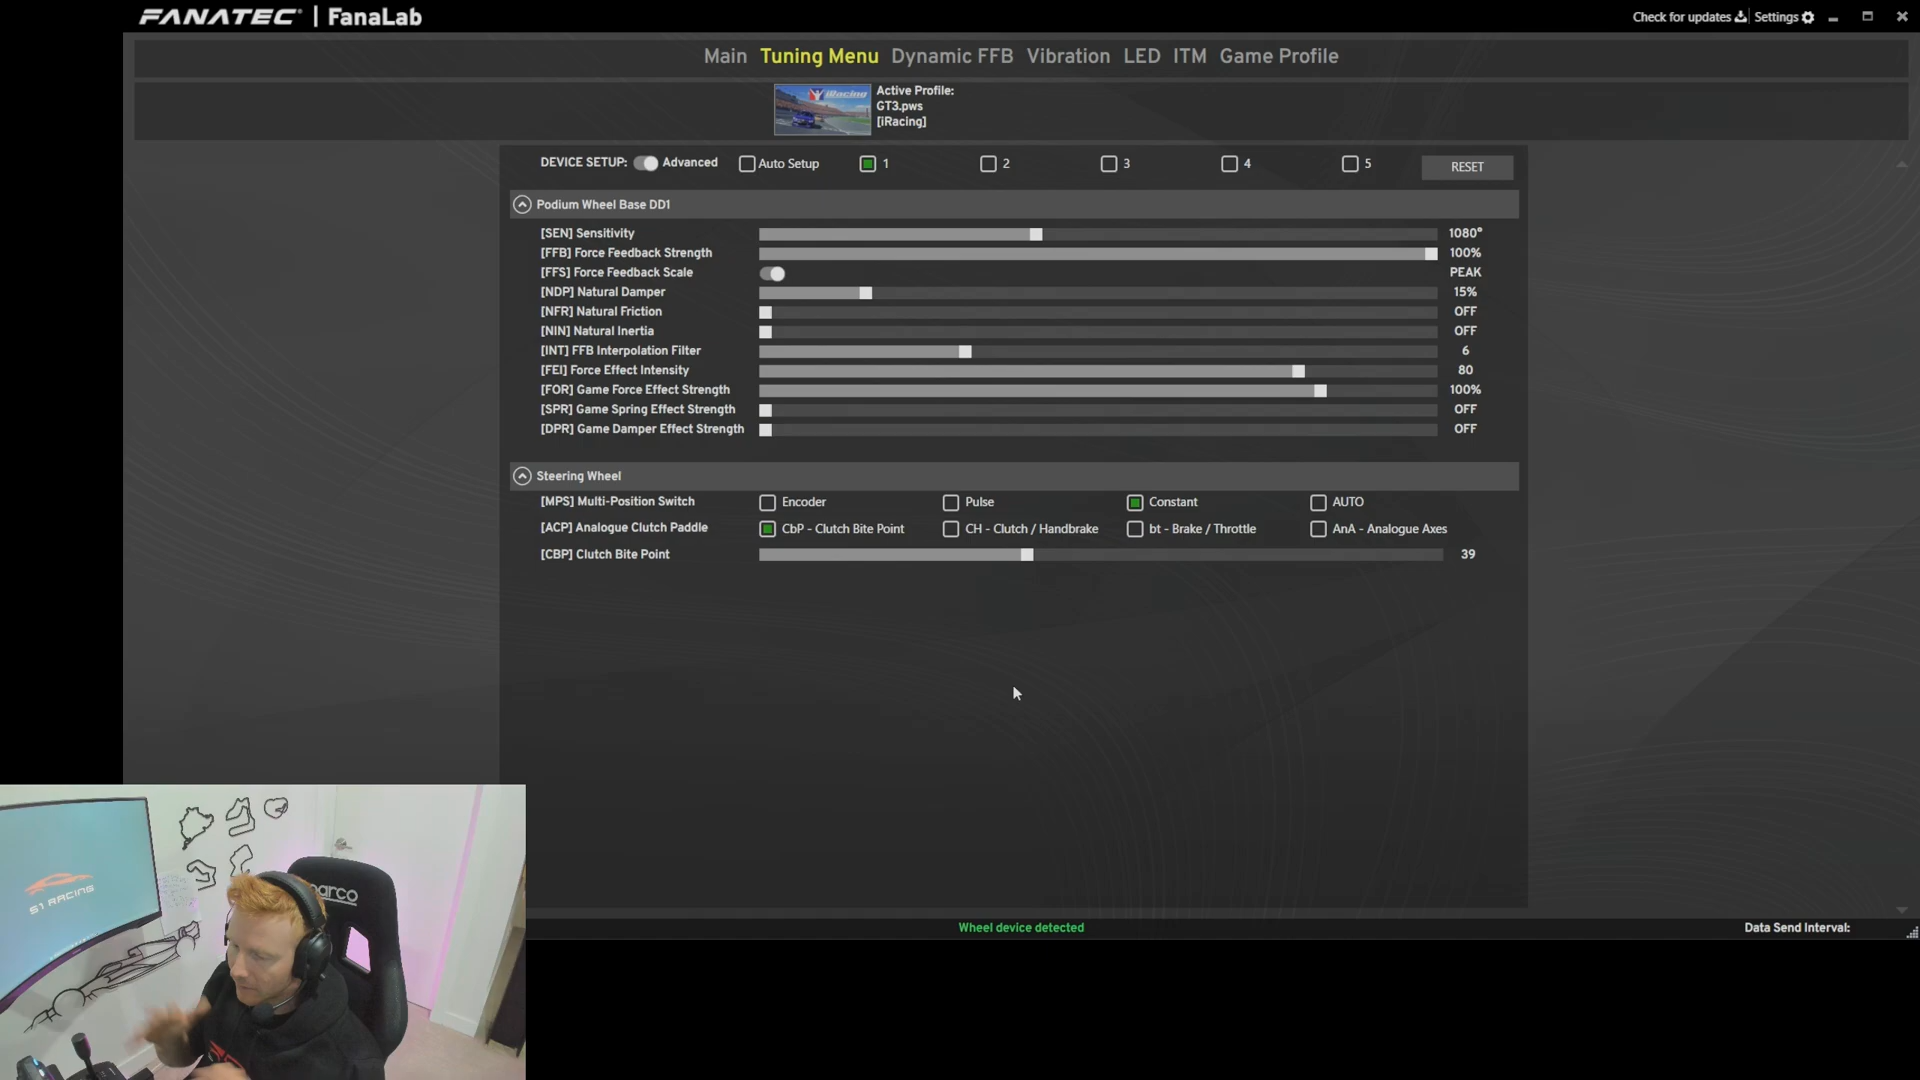 FANATEC | FanaLab
Check for updates Settings
Main Tuning Menu Dynamic FFB Vibration LED ITM Game Profile
iRacing
Active Profile:
GT3.pws
[iRacing]
DEVICE SETUP: Advanced Auto Setup 1 2 3 4 5 RESET
Podium Wheel Base DD1
[SEN] Sensitivity 1080°
[FFB] Force Feedback Strength 100%
[FFS] Force Feedback Scale PEAK
[NDP] Natural Damper 15%
[NFR] Natural Friction OFF
[NIN] Natural Inertia OFF
[INT] FFB Interpolation Filter 6
[FEI] Force Effect Intensity 80
[FOR] Game Force Effect Strength 100%
[SPR] Game Spring Effect Strength OFF
[DPR] Game Damper Effect Strength OFF
Steering Wheel
[MPS] Multi-Position Switch Encoder Pulse Constant AUTO
[ACP] Analogue Clutch Paddle CbP - Clutch Bite Point CH - Clutch / Handbrake bt - Brake / Throttle AnA - Analogue Axes
[CBP] Clutch Bite Point 39
Wheel device detected
Data Send Interval:
S1 RACING
arco